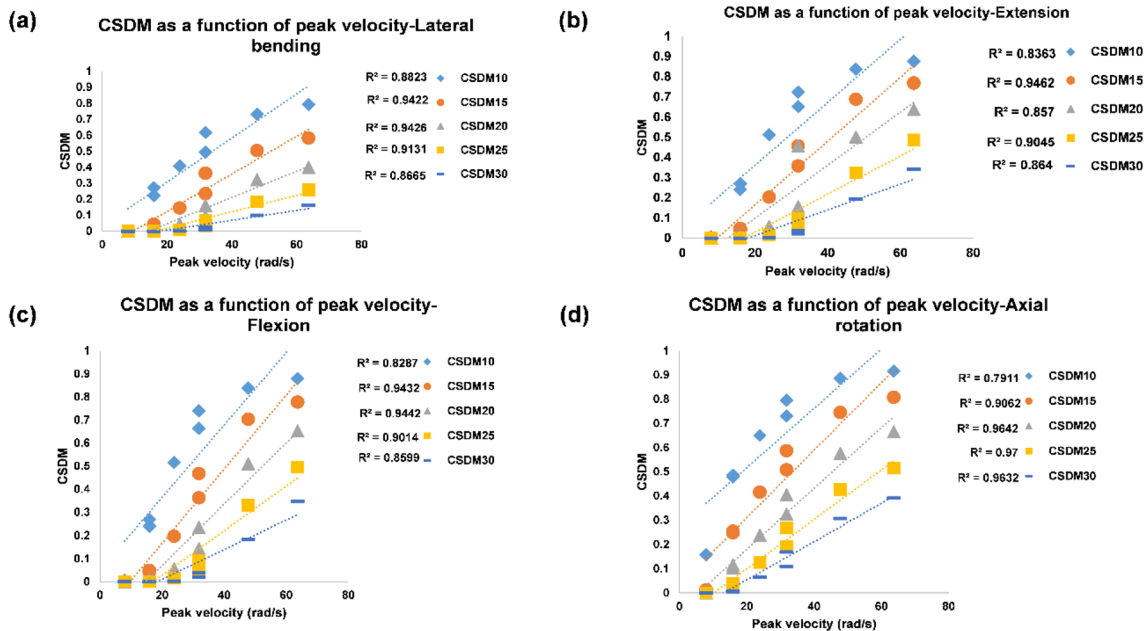 (a)
CSDM as a function of peak velocity-Lateral
bending
1
0.9
0.8
0.7
0.6
0.5
0.4
0.3
0.2
0.1
0
CSDM
0 20 40 60 80
Peak velocity (rad/s)
R² = 0.8823 CSDM10
R² = 0.9422 CSDM15
R² = 0.9426 CSDM20
R² = 0.9131 CSDM25
R² = 0.8665 CSDM30
(b)
CSDM as a function of peak velocity-Extension
1
0.9
0.8
0.7
0.6
0.5
0.4
0.3
0.2
0.1
0
CSDM
0 20 40 60 80
Peak velocity (rad/s)
R² = 0.8363 CSDM10
R² = 0.9462 CSDM15
R² = 0.857 CSDM20
R² = 0.9045 CSDM25
R² = 0.864 CSDM30
(c)
CSDM as a function of peak velocity-
Flexion
1
0.9
0.8
0.7
0.6
0.5
0.4
0.3
0.2
0.1
0
CSDM
0 20 40 60 80
Peak velocity (rad/s)
R² = 0.8287 CSDM10
R² = 0.9432 CSDM15
R² = 0.9442 CSDM20
R² = 0.9014 CSDM25
R² = 0.8599 CSDM30
(d)
CSDM as a function of peak velocity-Axial
rotation
1
0.9
0.8
0.7
0.6
0.5
0.4
0.3
0.2
0.1
0
CSDM
0 20 40 60 80
Peak velocity (rad/s)
R² = 0.7911 CSDM10
R² = 0.9062 CSDM15
R² = 0.9642 CSDM20
R² = 0.97 CSDM25
R² = 0.9632 CSDM30